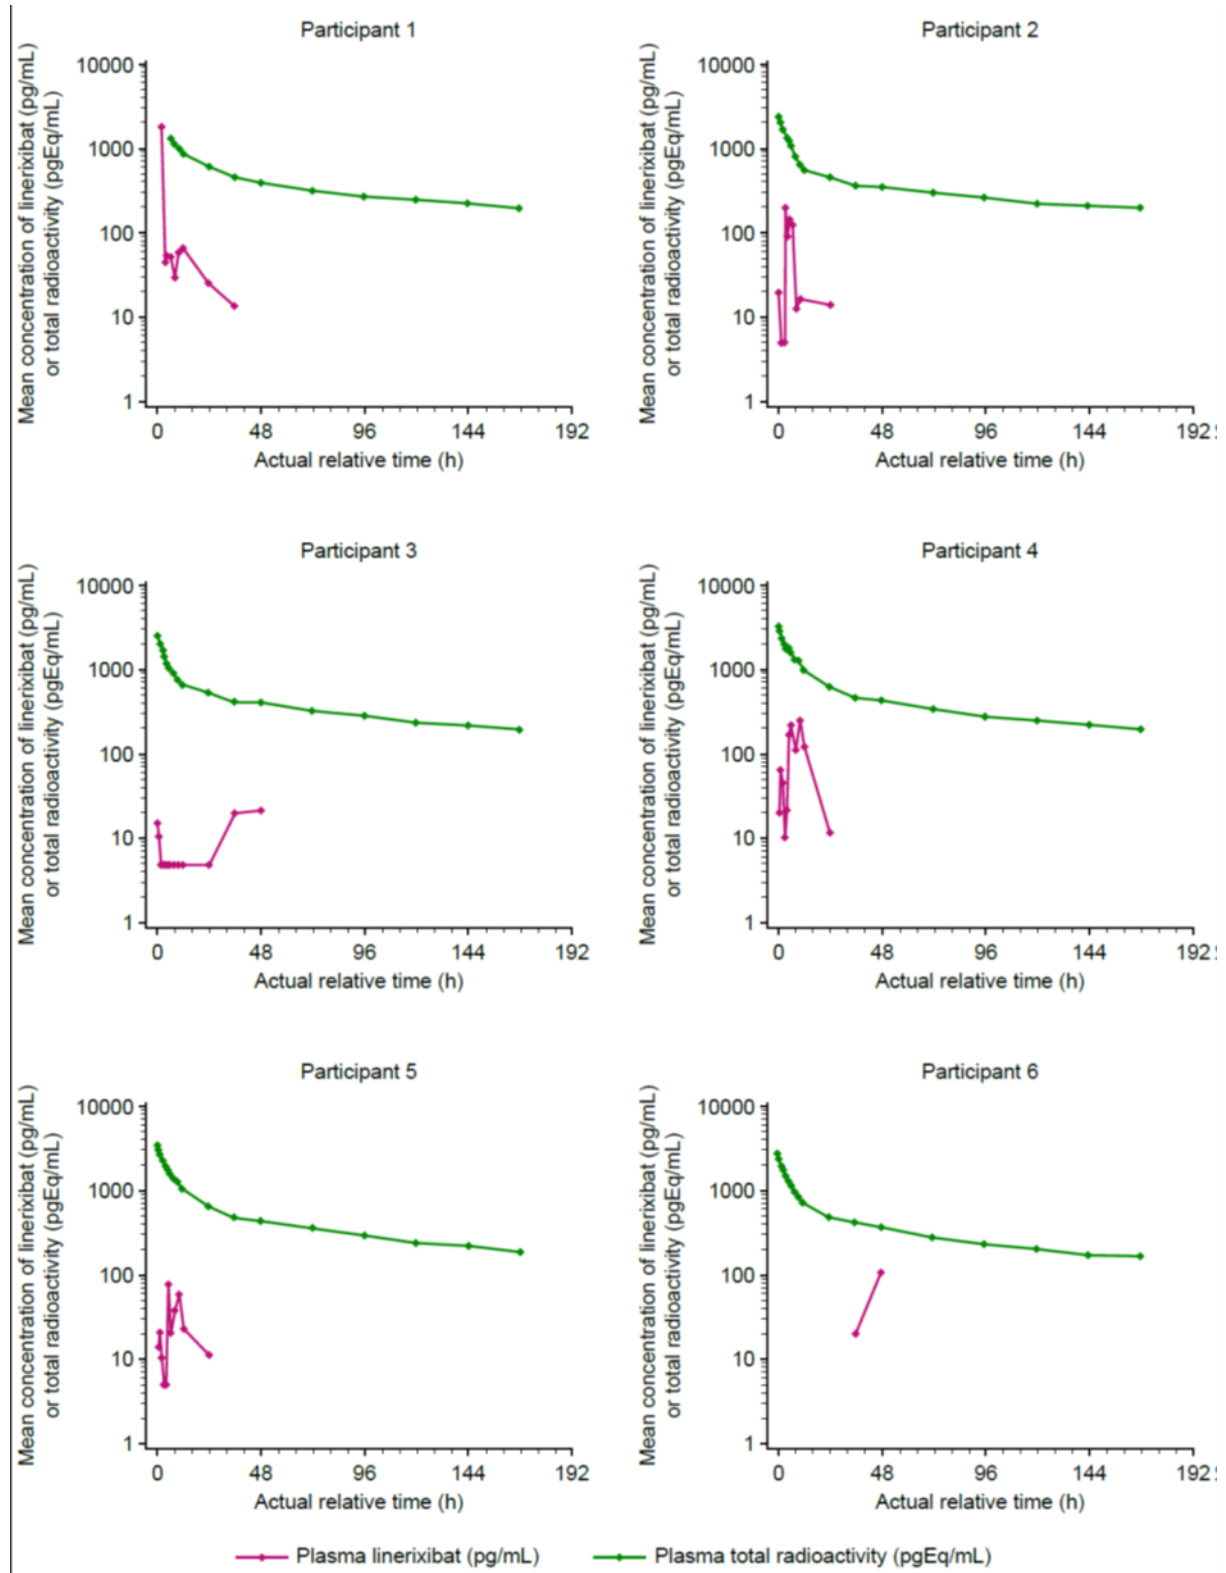 Participant 1
Mean concentration of linerixibat (pg/mL)
or total radioactivity (pgEq/mL)
10000
1000
100
10
1
0 48 96 144 192
Actual relative time (h)
Participant 2
Mean concentration of linerixibat (pg/mL)
or total radioactivity (pgEq/mL)
10000
1000
100
10
1
0 48 96 144 192
Actual relative time (h)
Participant 3
Mean concentration of linerixibat (pg/mL)
or total radioactivity (pgEq/mL)
10000
1000
100
10
1
0 48 96 144 192
Actual relative time (h)
Participant 4
Mean concentration of linerixibat (pg/mL)
or total radioactivity (pgEq/mL)
10000
1000
100
10
1
0 48 96 144 192
Actual relative time (h)
Participant 5
Mean concentration of linerixibat (pg/mL)
or total radioactivity (pgEq/mL)
10000
1000
100
10
1
0 48 96 144 192
Actual relative time (h)
Participant 6
Mean concentration of linerixibat (pg/mL)
or total radioactivity (pgEq/mL)
10000
1000
100
10
1
0 48 96 144 192
Actual relative time (h)
Plasma linerixibat (pg/mL) Plasma total radioactivity (pgEq/mL)